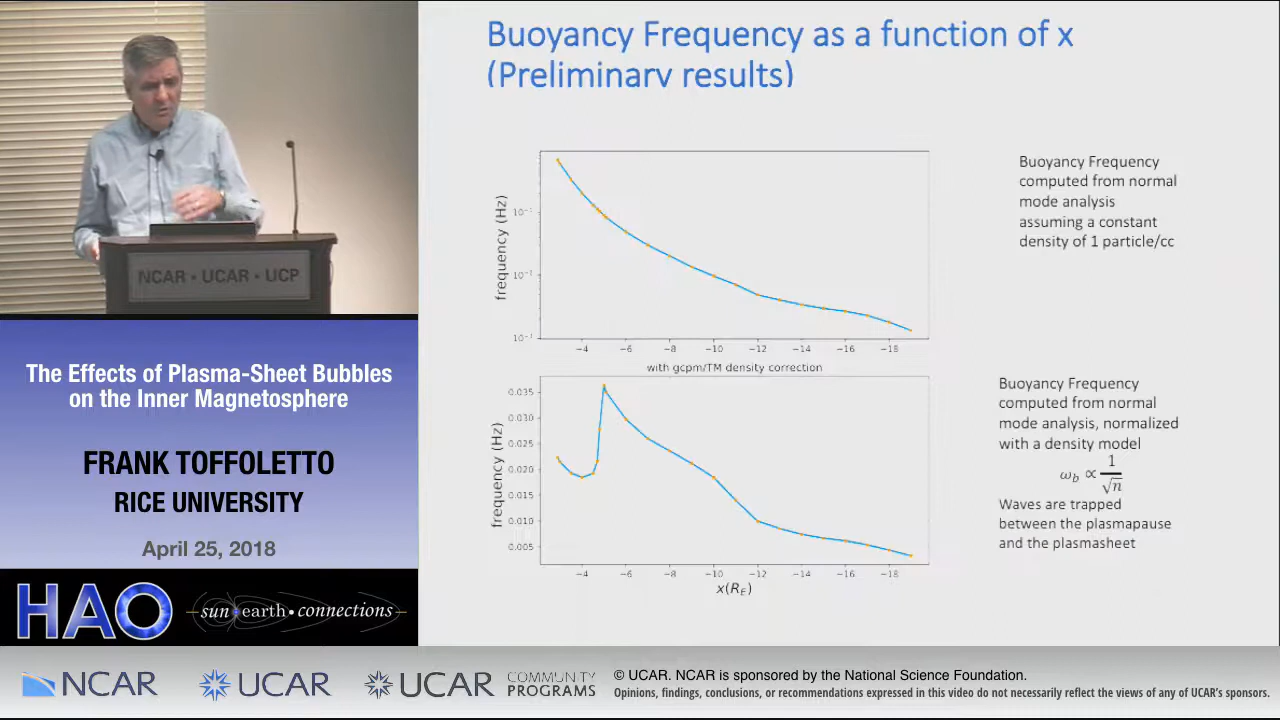 Buoyancy Frequency as a function of x
(Preliminary results)
frequency (Hz)
−4 −6 −8 −10 −12 −14 −16 −18
Buoyancy Frequency
computed from normal
mode analysis
assuming a constant
density of 1 particle/cc
with gcpm/TM density correction
frequency (Hz)
0.035
0.030
0.025
0.020
0.015
0.010
0.005
−4 −6 −8 −10 −12 −14 −16 −18
x(R_E)
Buoyancy Frequency
computed from normal
mode analysis, normalized
with a density model
ω_b ∝ 1/√n
Waves are trapped
between the plasmapause
and the plasmasheet
NCAR • UCAR • UCP
The Effects of Plasma-Sheet Bubbles
on the Inner Magnetosphere
FRANK TOFFOLETTO
RICE UNIVERSITY
April 25, 2018
HAO
sun•earth•connections
NCAR
UCAR
UCAR
COMMUNITY
PROGRAMS
© UCAR. NCAR is sponsored by the National Science Foundation.
Opinions, findings, conclusions, or recommendations expressed in this video do not necessarily reflect the views of any of UCAR's sponsors.